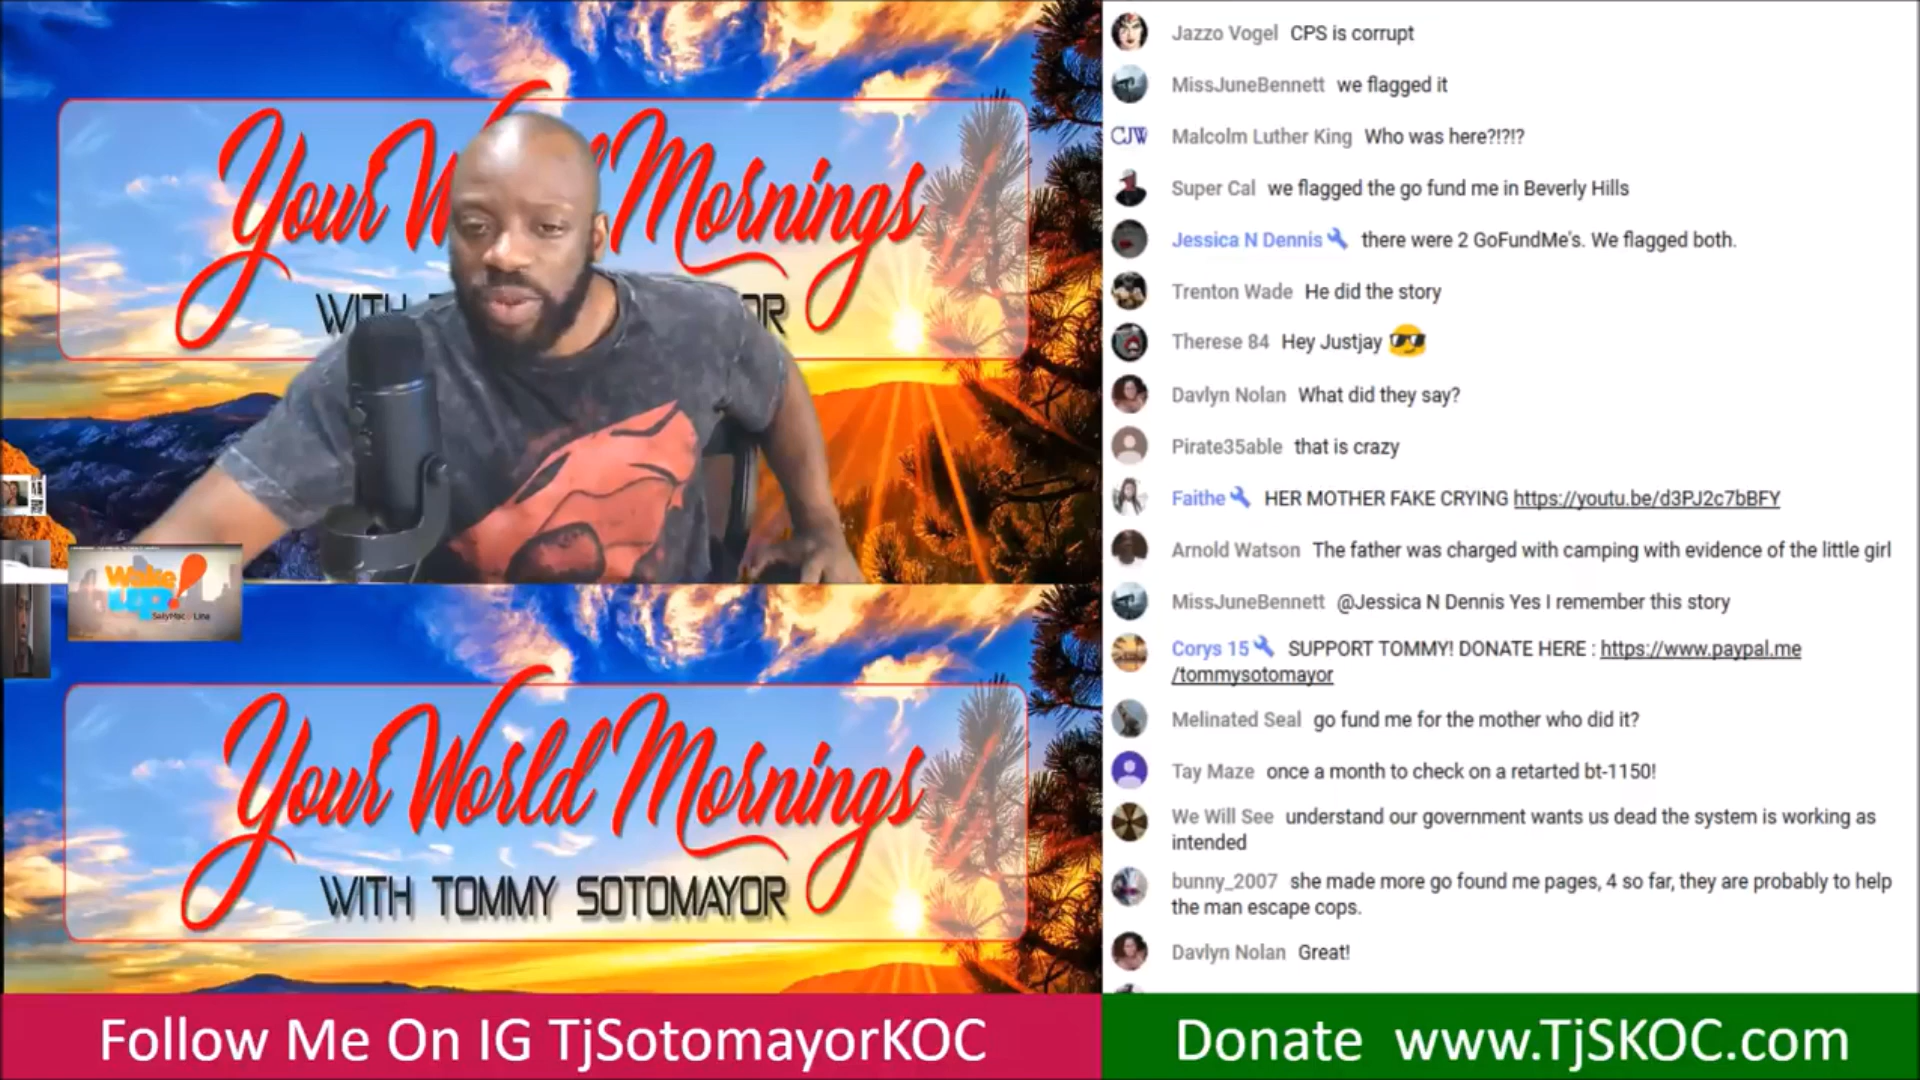 Your W Mornings
WITH T OR
Wake
UP!
Your World Mornings
WITH TOMMY SOTOMAYOR
Follow Me On IG TjSotomayorKOC
Jazzo Vogel CPS is corrupt
MissJuneBennett we flagged it
CJW Malcolm Luther King Who was here?!?!?
Super Cal we flagged the go fund me in Beverly Hills
Jessica N Dennis there were 2 GoFundMe's. We flagged both.
Trenton Wade He did the story
Therese 84 Hey Justjay 😎
Davlyn Nolan What did they say?
Pirate35able that is crazy
Faithe HER MOTHER FAKE CRYING https://youtu.be/d3PJ2c7bBFY
Arnold Watson The father was charged with camping with evidence of the little girl
MissJuneBennett @Jessica N Dennis Yes I remember this story
Corys 15 SUPPORT TOMMY! DONATE HERE : https://www.paypal.me
/tommysotomayor
Melinated Seal go fund me for the mother who did it?
Tay Maze once a month to check on a retarted bt-1150!
We Will See understand our government wants us dead the system is working as
intended
bunny_2007 she made more go found me pages, 4 so far, they are probably to help
the man escape cops.
Davlyn Nolan Great!
Donate www.TjSKOC.com